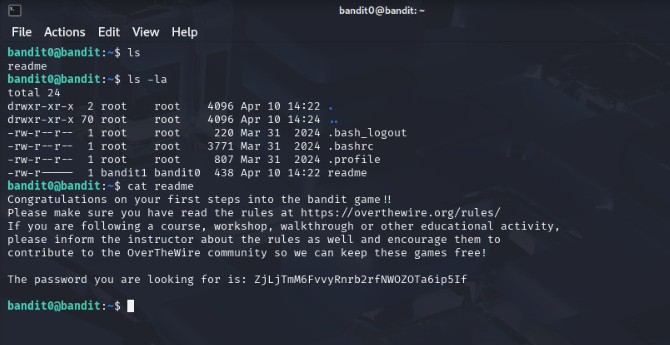 bandit0@bandit: ~
File Actions Edit View Help
bandit0@bandit:~$ ls
readme
bandit0@bandit:~$ ls -la
total 24
drwxr-xr-x 2 root root 4096 Apr 10 14:22 .
drwxr-xr-x 70 root root 4096 Apr 10 14:24 ..
-rw-r--r-- 1 root root 220 Mar 31 2024 .bash_logout
-rw-r--r-- 1 root root 3771 Mar 31 2024 .bashrc
-rw-r--r-- 1 root root 807 Mar 31 2024 .profile
-rw-r----- 1 bandit1 bandit0 438 Apr 10 14:22 readme
bandit0@bandit:~$ cat readme
Congratulations on your first steps into the bandit game!!
Please make sure you have read the rules at https://overthewire.org/rules/
If you are following a course, workshop, walkthrough or other educational activity,
please inform the instructor about the rules as well and encourage them to
contribute to the OverTheWire community so we can keep these games free!
The password you are looking for is: ZjLjTmM6FvvyRnrb2rfNWOZOTa6ip5If
bandit0@bandit:~$